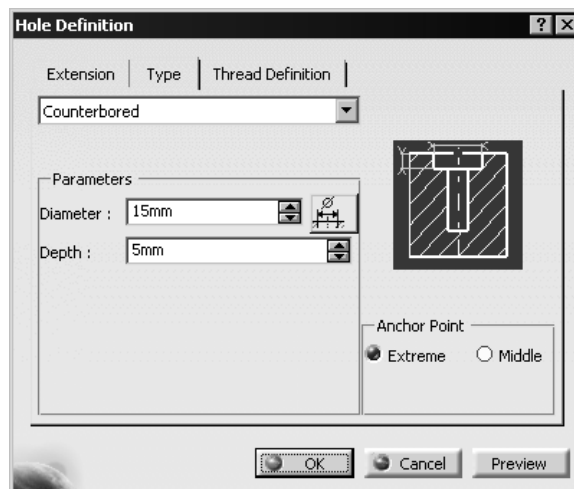 Hole Definition
Extension Type Thread Definition
Counterbored
Parameters
Diameter : 15mm
Depth : 5mm
Anchor Point
Extreme Middle
OK Cancel Preview